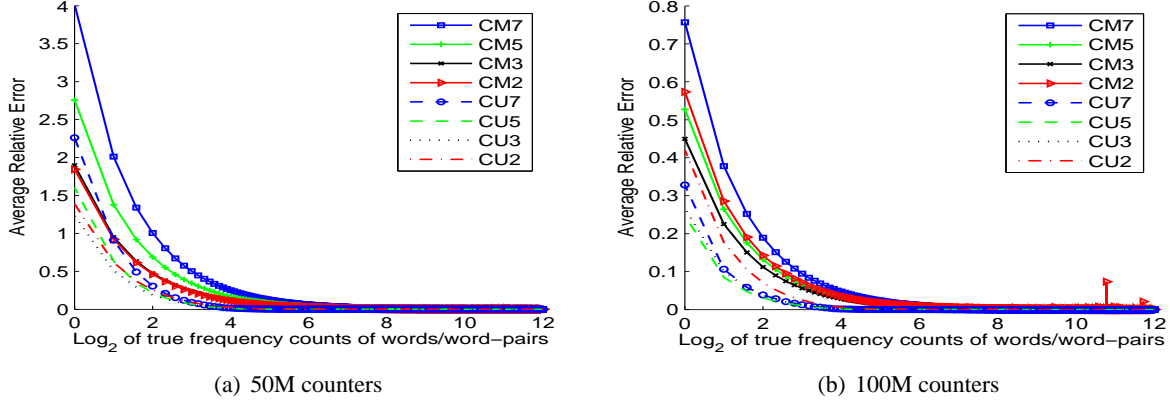 4
3.5
3
2.5
2
1.5
1
0.5
0
0 2 4 6 8 10 12
Average Relative Error
Log2 of true frequency counts of words/word−pairs
CM7
CM5
CM3
CM2
CU7
CU5
CU3
CU2
(a) 50M counters
0.8
0.7
0.6
0.5
0.4
0.3
0.2
0.1
0
0 2 4 6 8 10 12
Average Relative Error
Log2 of true frequency counts of words/word−pairs
CM7
CM5
CM3
CM2
CU7
CU5
CU3
CU2
(b) 100M counters